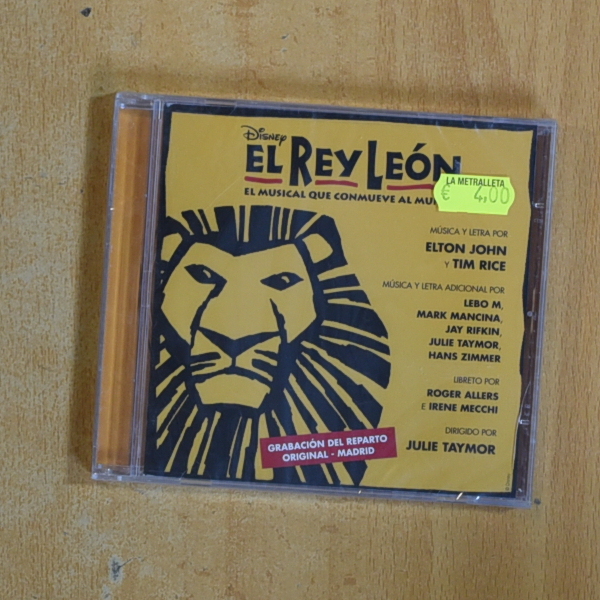 Disney
EL REY LEÓN
EL MUSICAL QUE CONMUEVE AL
LA METRALLETA
€ 4,00
MÚSICA Y LETRA POR
ELTON JOHN
Y TIM RICE
MÚSICA Y LETRA ADICIONAL POR
LEBO M,
MARK MANCINA,
JAY RIFKIN,
JULIE TAYMOR,
HANS ZIMMER
LIBRETO POR
ROGER ALLERS
E IRENE MECCHI
DIRIGIDO POR
JULIE TAYMOR
GRABACIÓN DEL REPARTO
ORIGINAL - MADRID